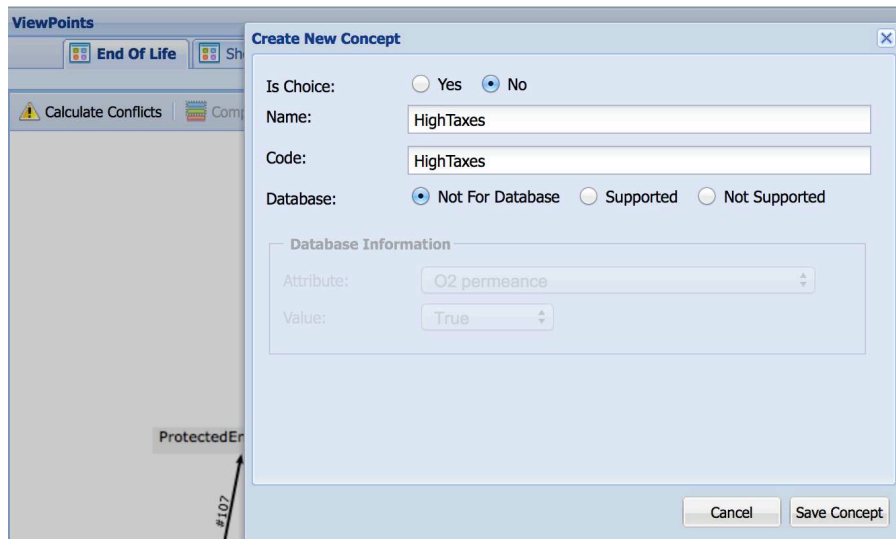 ViewPoints
End Of Life
Sh
Calculate Conflicts
Comp
Create New Concept
Is Choice: Yes No
Name: HighTaxes
Code: HighTaxes
Database: Not For Database Supported Not Supported
Database Information
Attribute: O2 permeance
Value: True
ProtectedEn
#107
Cancel Save Concept